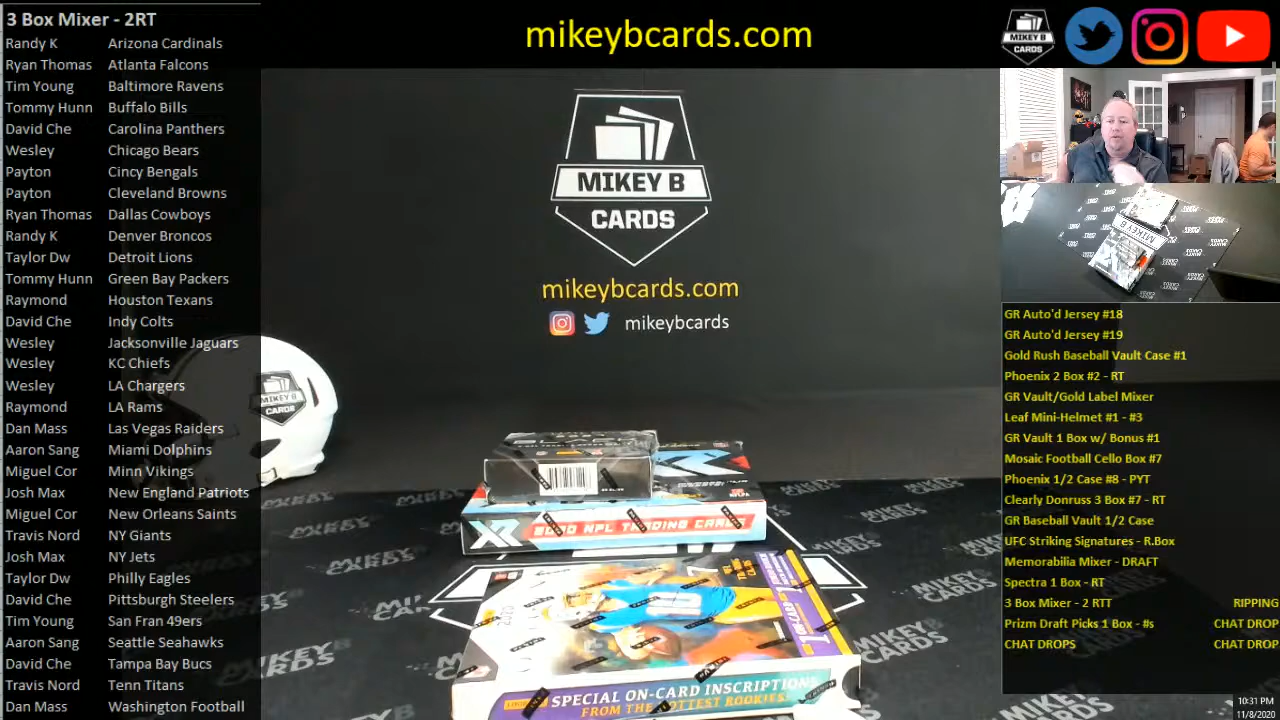 3 Box Mixer - 2RT
Randy K Arizona Cardinals
Ryan Thomas Atlanta Falcons
Tim Young Baltimore Ravens
Tommy Hunn Buffalo Bills
David Che Carolina Panthers
Wesley Chicago Bears
Payton Cincy Bengals
Payton Cleveland Browns
Ryan Thomas Dallas Cowboys
Randy K Denver Broncos
Taylor Dw Detroit Lions
Tommy Hunn Green Bay Packers
Raymond Houston Texans
David Che Indy Colts
Wesley Jacksonville Jaguars
Wesley KC Chiefs
Wesley LA Chargers
Raymond LA Rams
Dan Mass Las Vegas Raiders
Aaron Sang Miami Dolphins
Miguel Cor Minn Vikings
Josh Max New England Patriots
Miguel Cor New Orleans Saints
Travis Nord NY Giants
Josh Max NY Jets
Taylor Dw Philly Eagles
David Che Pittsburgh Steelers
Tim Young San Fran 49ers
Aaron Sang Seattle Seahawks
David Che Tampa Bay Bucs
Travis Nord Tenn Titans
Dan Mass Washington Football
mikeybcards.com
MIKEY B
CARDS
mikeybcards.com
mikeybcards
BLACK
XR 2020 NFL TRADING CARDS
SPECIAL ON-CARD INSCRIPTIONS
FROM THE HOTTEST ROOKIES!
MIKEY B
CARDS
MIKEY B
GR Auto'd Jersey #18
GR Auto'd Jersey #19
Gold Rush Baseball Vault Case #1
Phoenix 2 Box #2 - RT
GR Vault/Gold Label Mixer
Leaf Mini-Helmet #1 - #3
GR Vault 1 Box w/ Bonus #1
Mosaic Football Cello Box #7
Phoenix 1/2 Case #8 - PYT
Clearly Donruss 3 Box #7 - RT
GR Baseball Vault 1/2 Case
UFC Striking Signatures - R.Box
Memorabilia Mixer - DRAFT
Spectra 1 Box - RT
3 Box Mixer - 2 RTT RIPPING
Prizm Draft Picks 1 Box - #s CHAT DROP
CHAT DROPS CHAT DROP
10:31 PM
11/8/2020